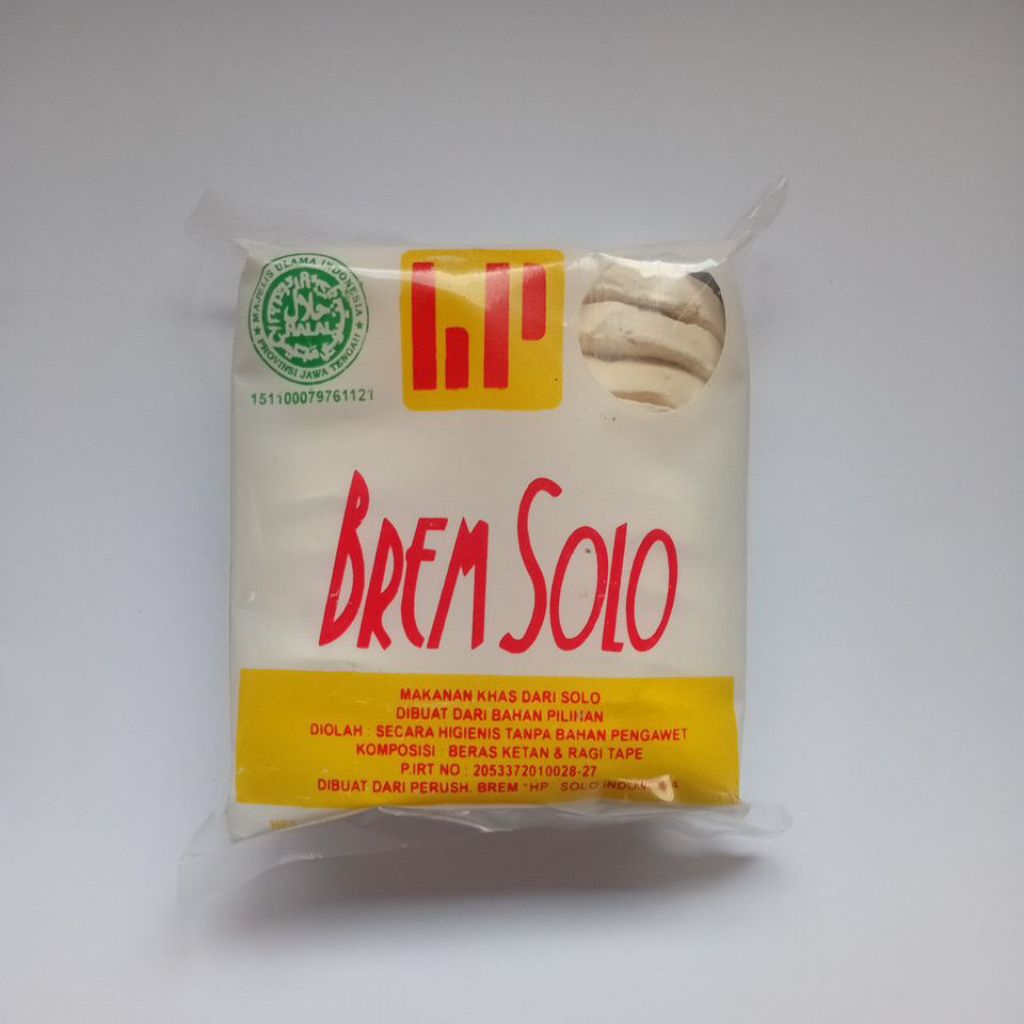 MAJELIS ULAMA INDONESIA
حلال
HALAL
PROVINSI JAWA TENGAH
HP
BREM SOLO
MAKANAN KHAS DARI SOLO
DIBUAT DARI BAHAN PILIHAN
DIOLAH : SECARA HIGIENIS TANPA BAHAN PENGAWET
KOMPOSISI : BERAS KETAN & RAGI TAPE
P.IRT NO : 2053372010028-27
DIBUAT DARI PERUSH. BREM "HP" SOLO INDONESIA